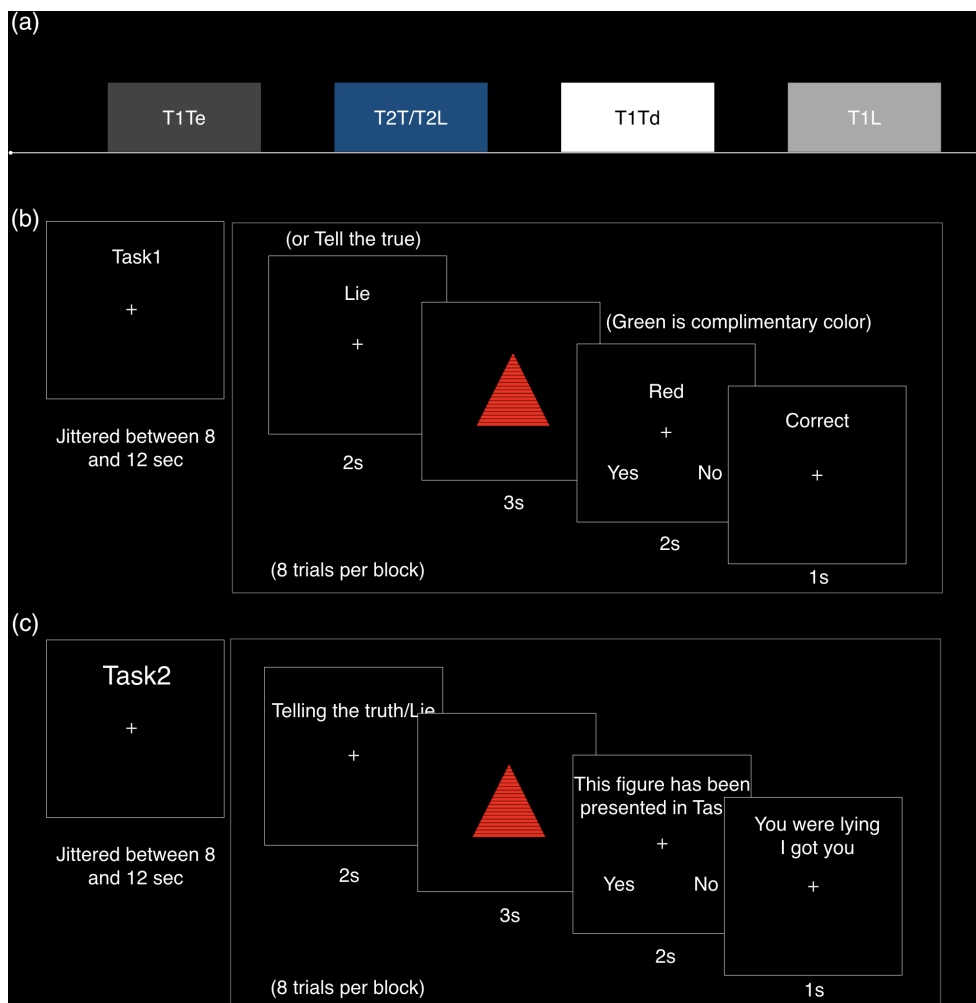 (a)
T1Te
T2T/T2L
T1Td
T1L
(b)
Task1
+
Jittered between 8
and 12 sec
(or Tell the true)
Lie
+
2s
3s
(Green is complimentary color)
Red
+
Yes No
2s
Correct
+
1s
(8 trials per block)
(c)
Task2
+
Jittered between 8
and 12 sec
Telling the truth/Lie
+
2s
3s
This figure has been
presented in Tas
+
Yes No
2s
You were lying
I got you
+
1s
(8 trials per block)